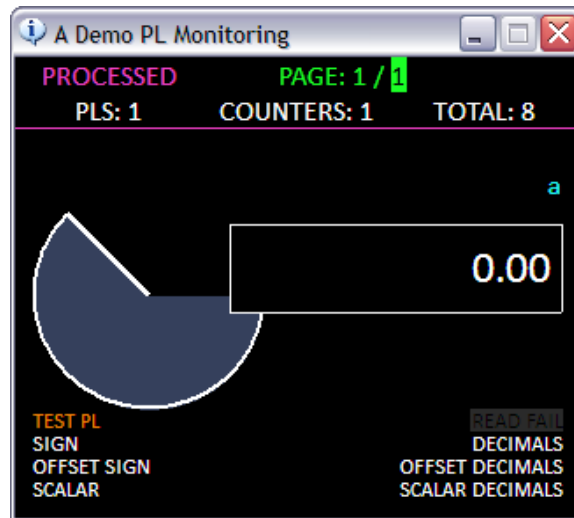 A Demo PL Monitoring
PROCESSED PAGE: 1 / 1
PLS: 1 COUNTERS: 1 TOTAL: 8
a
0.00
TEST PL READ FAIL
SIGN DECIMALS
OFFSET SIGN OFFSET DECIMALS
SCALAR SCALAR DECIMALS